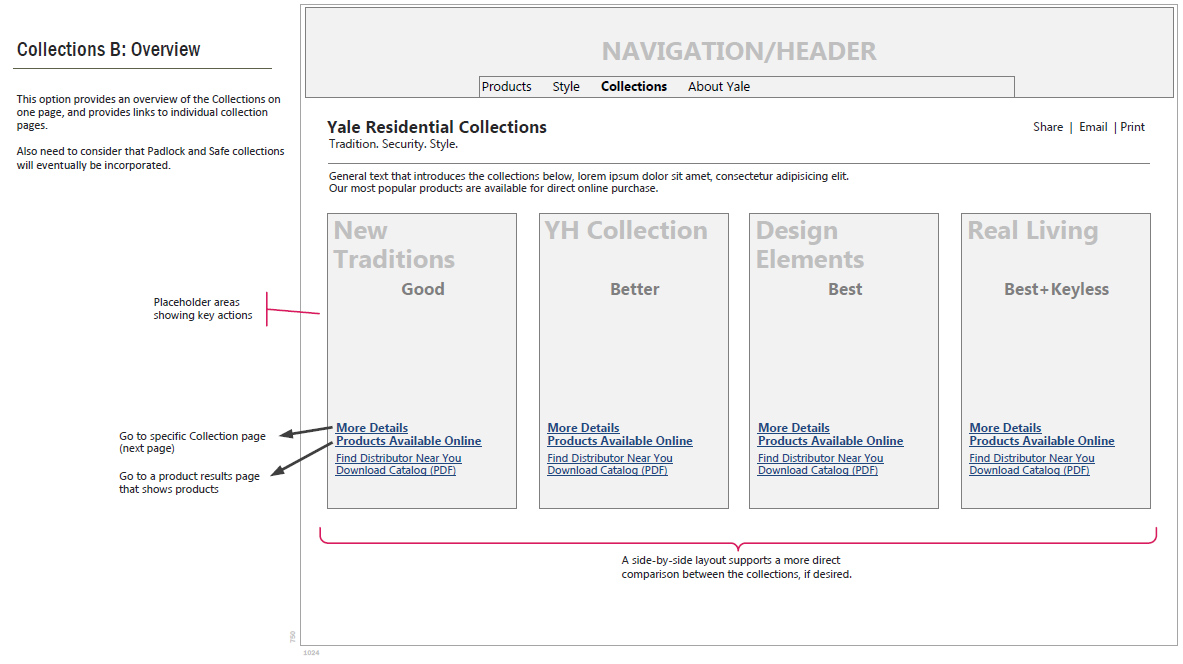 Collections B: Overview
This option provides an overview of the Collections on
one page, and provides links to individual collection
pages.
Also need to consider that Padlock and Safe collections
will eventually be incorporated.
NAVIGATION/HEADER
Products Style Collections About Yale
Yale Residential Collections
Tradition. Security. Style.
Share | Email | Print
General text that introduces the collections below, lorem ipsum dolor sit amet, consectetur adipisicing elit.
Our most popular products are available for direct online purchase.
New
Traditions
Good
More Details
Products Available Online
Find Distributor Near You
Download Catalog (PDF)
YH Collection
Better
More Details
Products Available Online
Find Distributor Near You
Download Catalog (PDF)
Design
Elements
Best
More Details
Products Available Online
Find Distributor Near You
Download Catalog (PDF)
Real Living
Best+Keyless
More Details
Products Available Online
Find Distributor Near You
Download Catalog (PDF)
Placeholder areas
showing key actions
Go to specific Collection page
(next page)
Go to a product results page
that shows products
A side-by-side layout supports a more direct
comparison between the collections, if desired.
750
1024